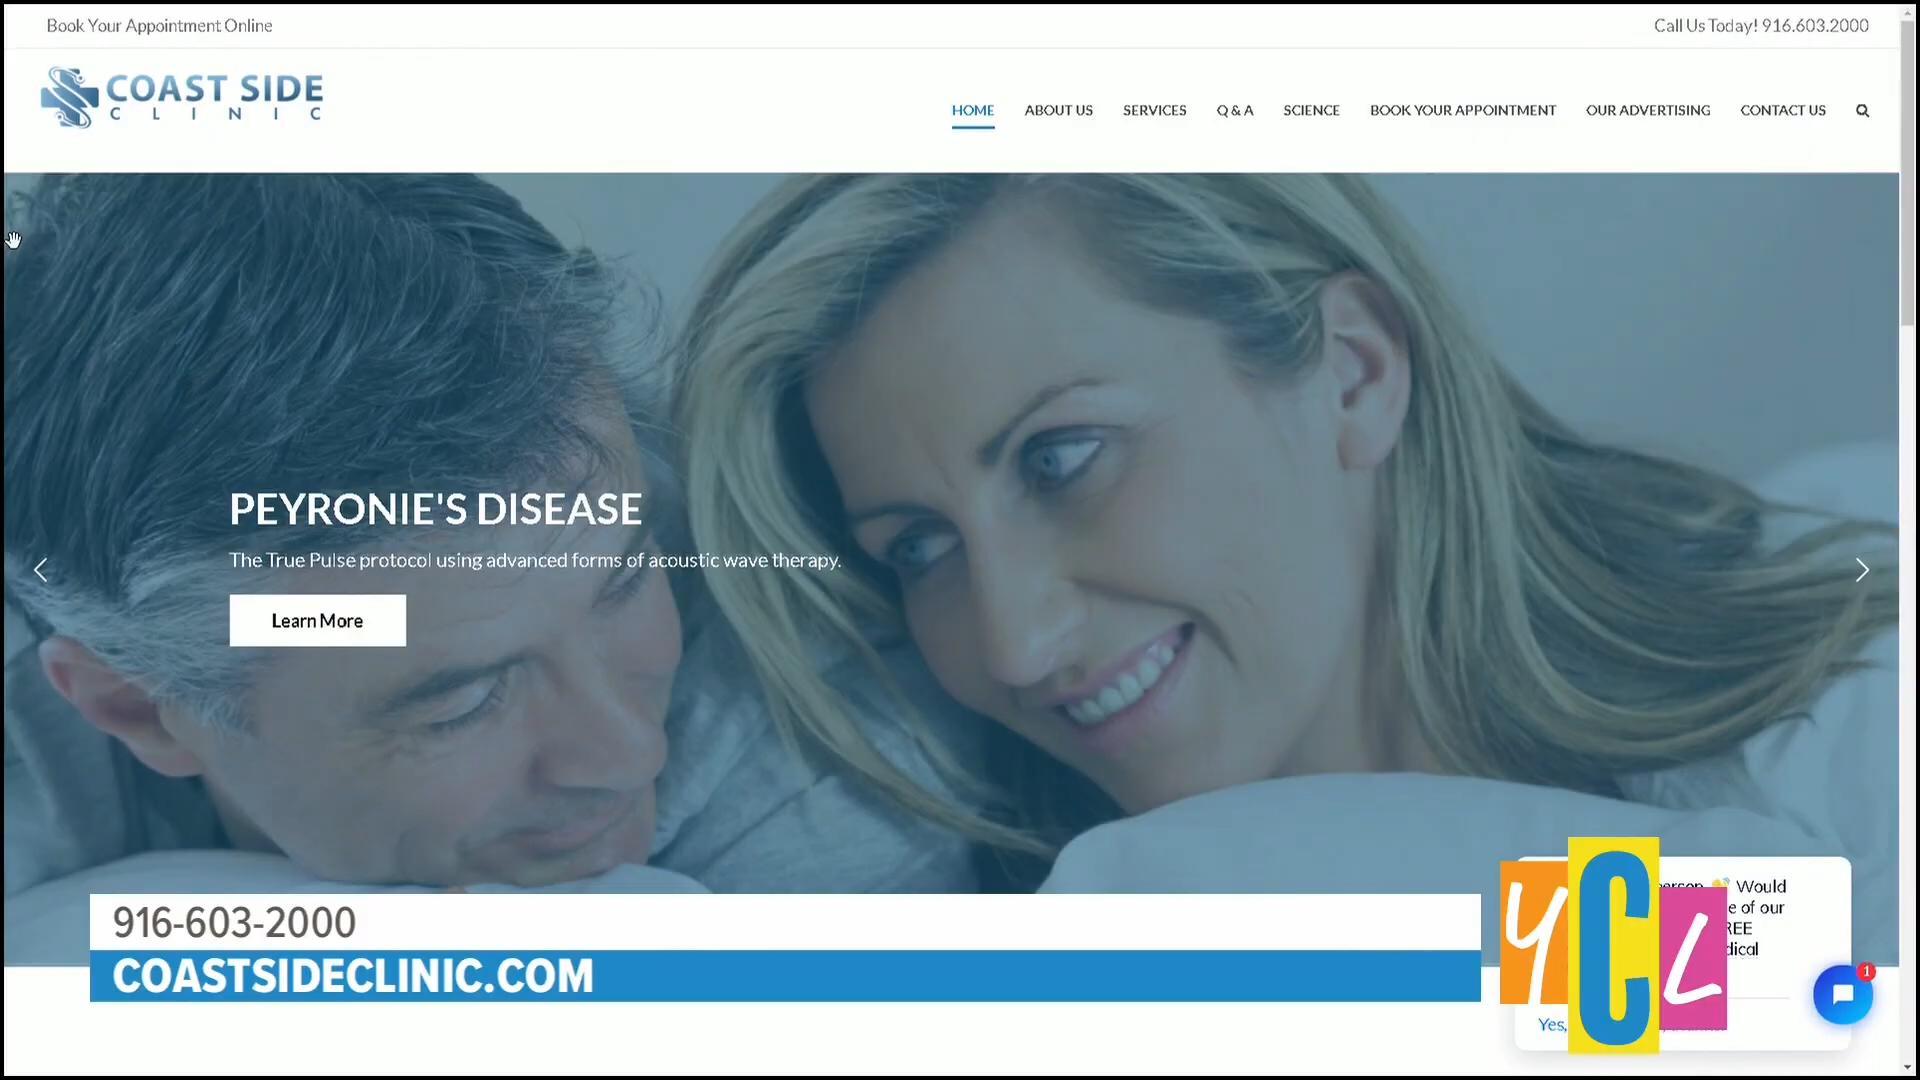 Book Your Appointment Online
Call Us Today! 916.603.2000
COAST SIDE
CLINIC
HOME
ABOUT US
SERVICES
Q & A
SCIENCE
BOOK YOUR APPOINTMENT
OUR ADVERTISING
CONTACT US
PEYRONIE'S DISEASE
The True Pulse protocol using advanced forms of acoustic wave therapy.
Learn More
916-603-2000
COASTSIDECLINIC.COM
Would
of our
YCL
1
Yes,